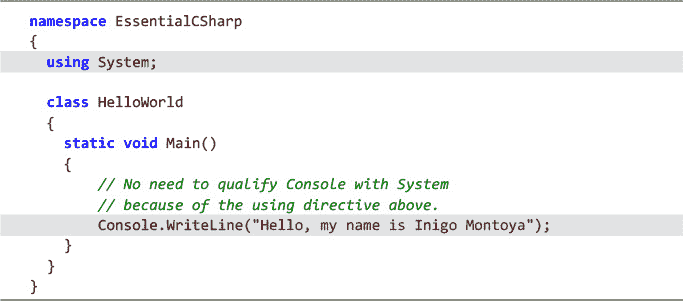 namespace EssentialCSharp
{
  using System;

  class HelloWorld
  {
    static void Main()
    {
        // No need to qualify Console with System
        // because of the using directive above.
        Console.WriteLine("Hello, my name is Inigo Montoya");
    }
  }
}